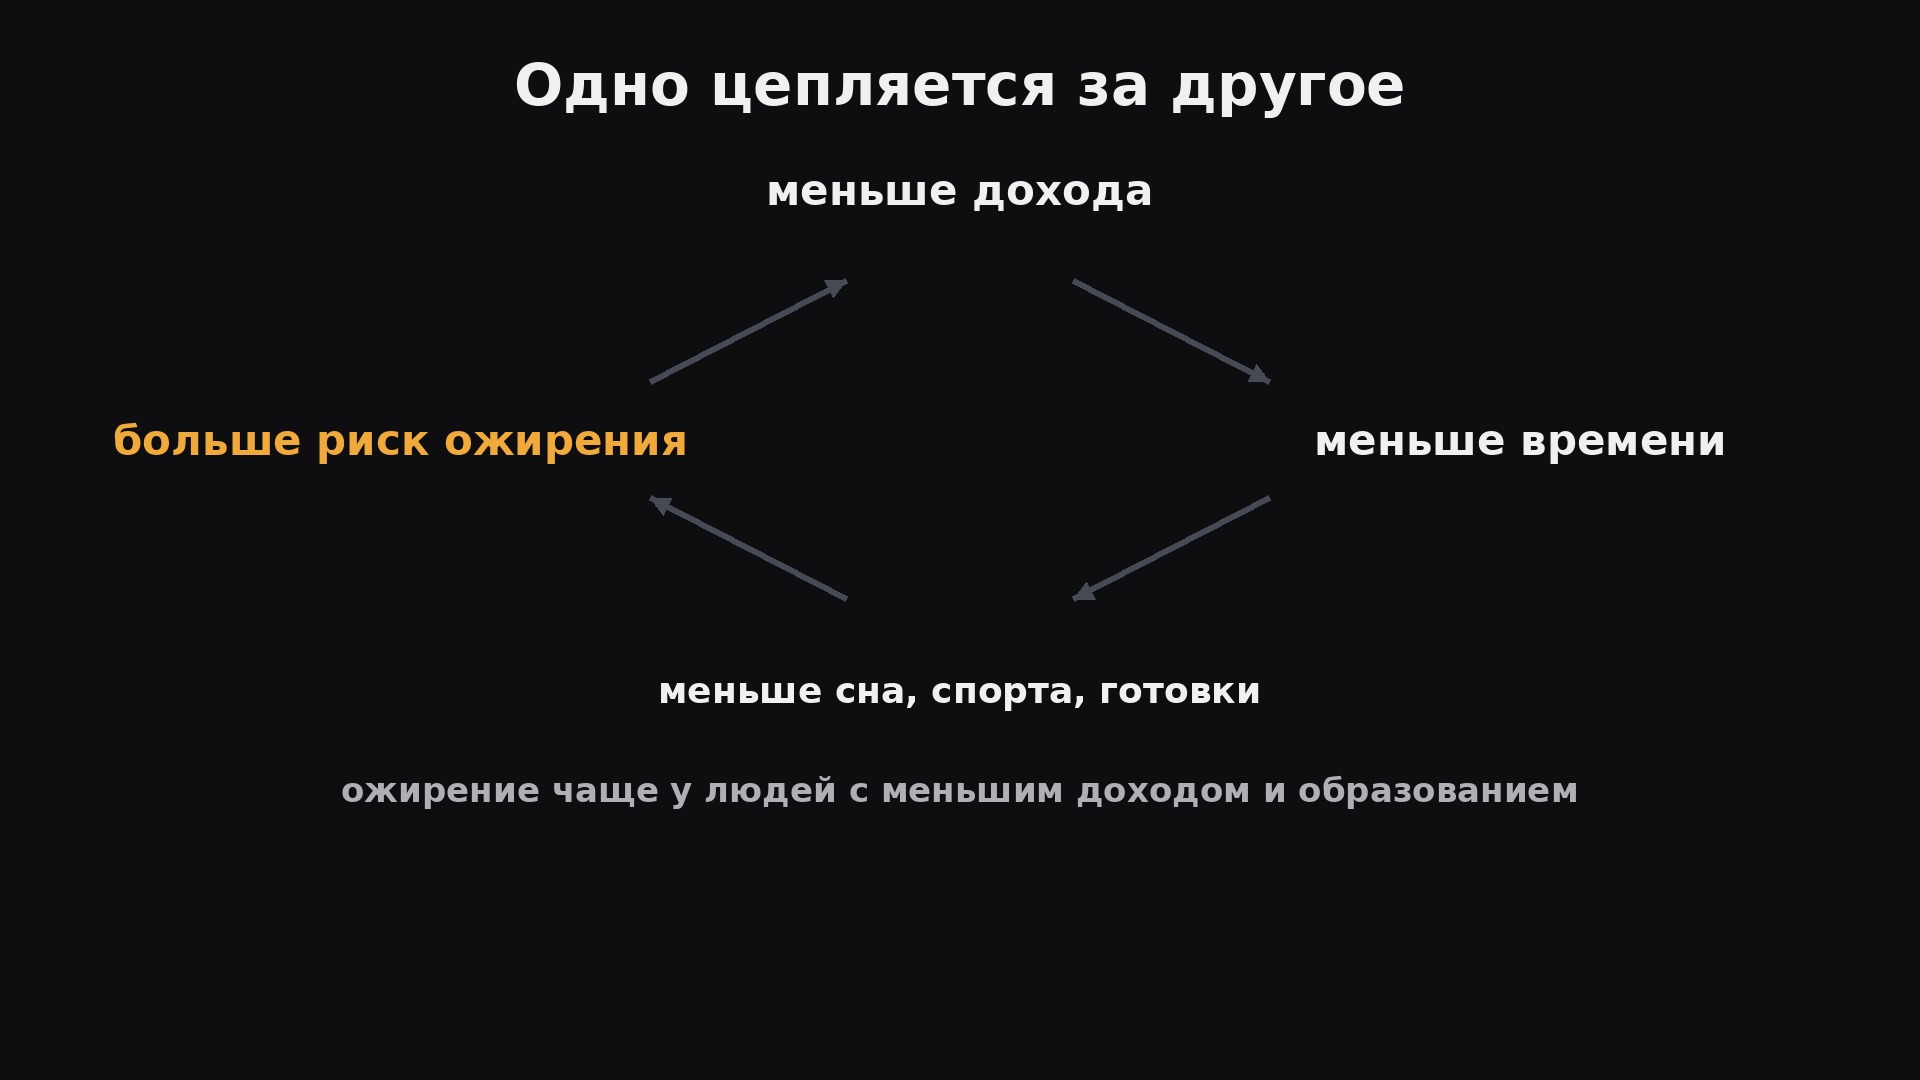 Одно цепляется за другое
меньше дохода
больше риск ожирения
меньше времени
меньше сна, спорта, готовки
ожирение чаще у людей с меньшим доходом и образованием